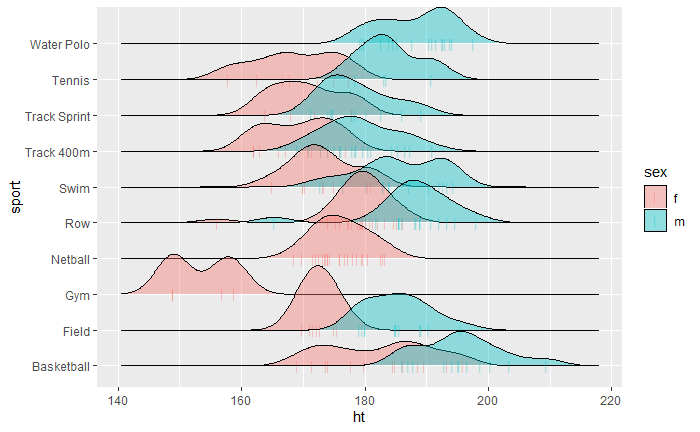 Water Polo
Tennis
Track Sprint
Track 400m
Swim
Row
Netball
Gym
Field
Basketball
sport
140 160 180 200 220
ht
sex
f
m